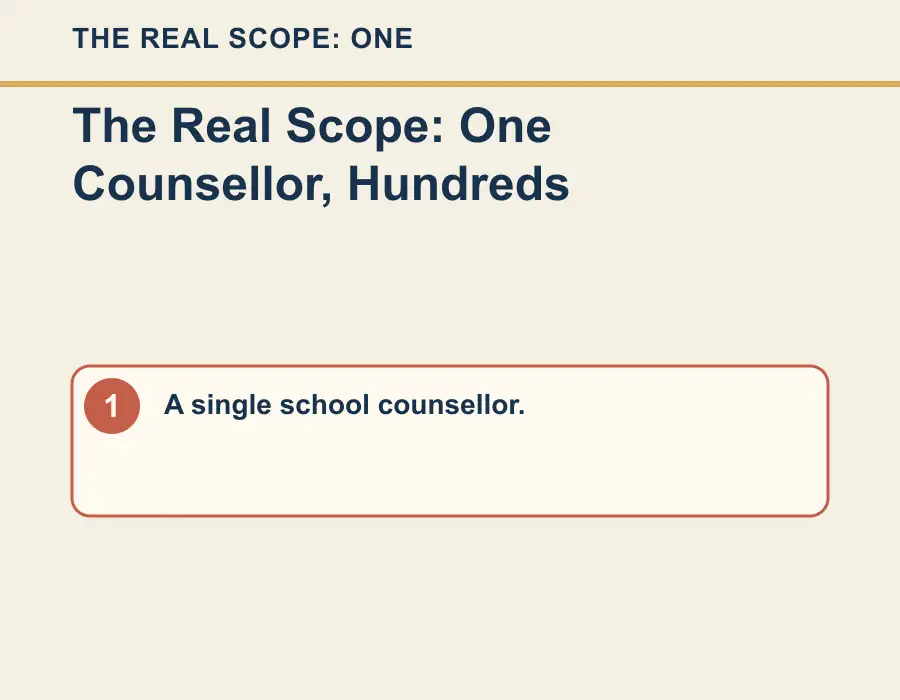 THE REAL SCOPE: ONE
The Real Scope: One
Counsellor, Hundreds
1
A single school counsellor.